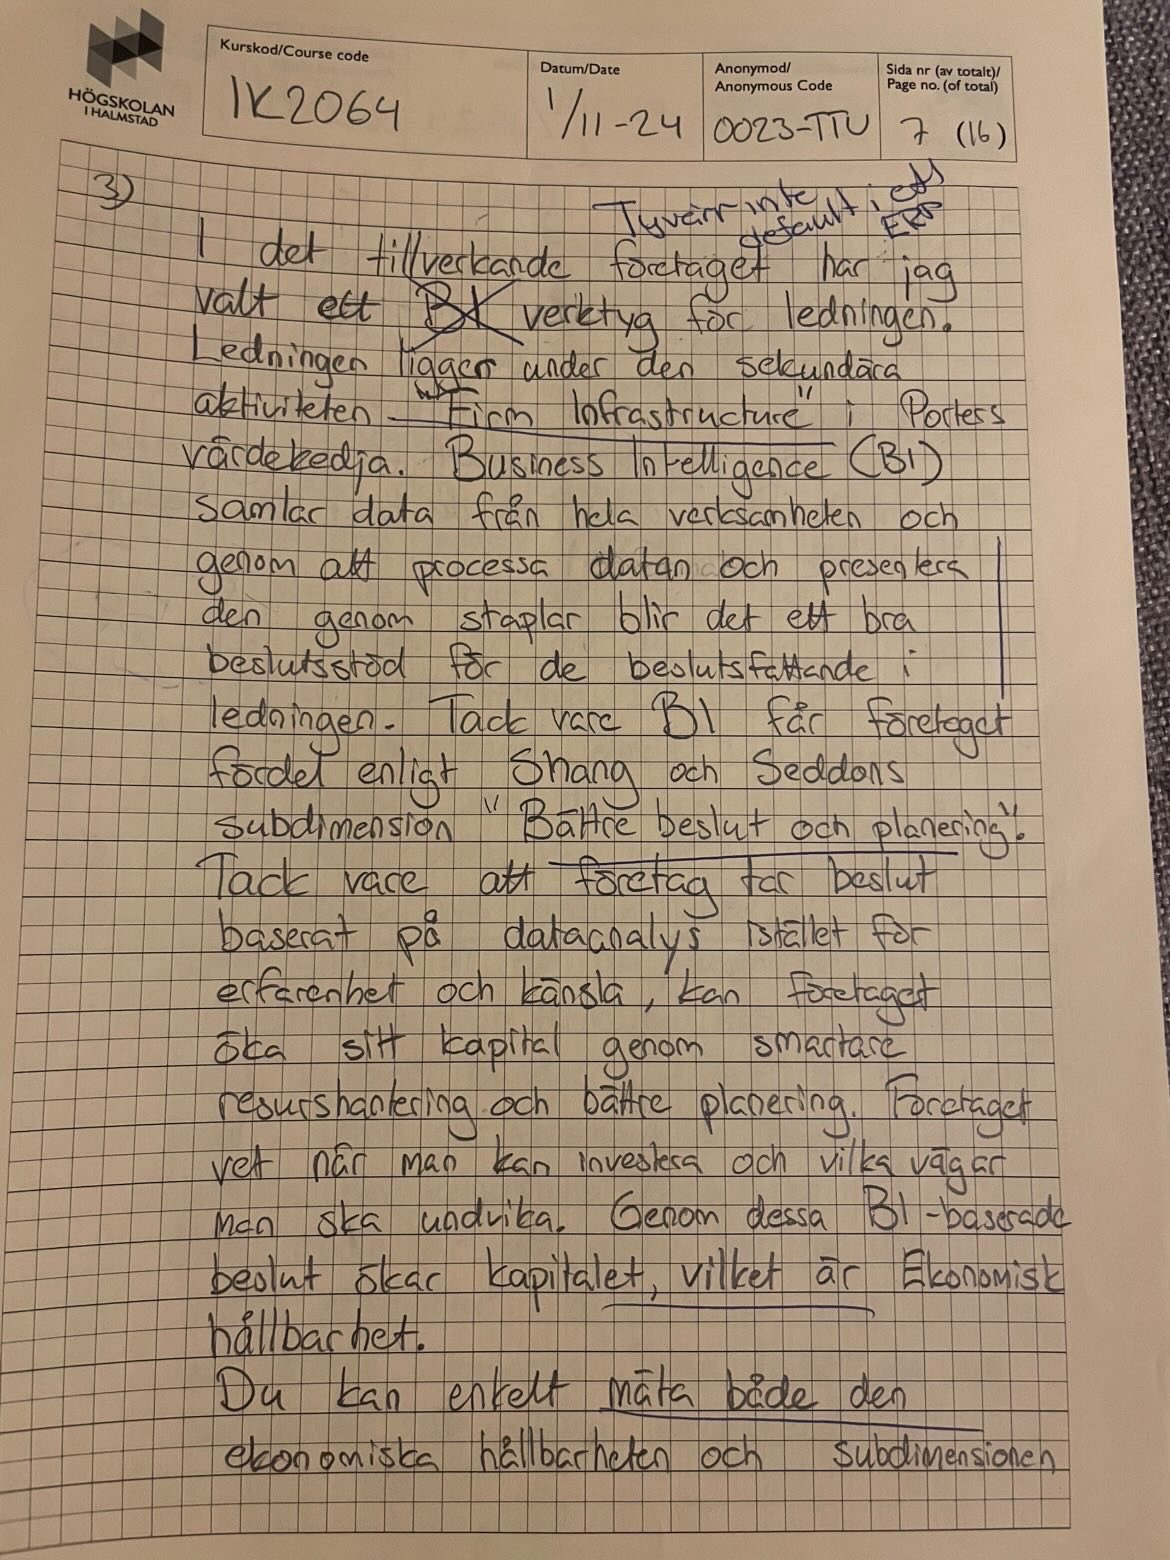 HÖGSKOLAN
I HALMSTAD
Kurskod/Course code
IK2064
Datum/Date
1/11-24
Anonymod/
Anonymous Code
0023-TTU
Sida nr (av totalt)/
Page no. (of total)
7 (16)
3)
Tyvärr inte
default i ett
ERP
I det tillverkande företaget har jag
valt ett BI verktyg för ledningen.
Ledningen ligger under den sekundära
aktiviteten "Firm Infrastructure" i Porters
värdekedja. Business Intelligence (BI)
samlar data från hela verksamheten och
genom att processa datan och presentera
den genom staplar blir det ett bra
beslutsstöd för de beslutsfattande i
ledningen. Tack vare BI får företaget
fördel enligt Shang och Seddons
subdimension "Bättre beslut och planering".
Tack vare att företag tar beslut
baserat på dataanalys istället för
erfarenhet och känsla, kan företaget
öka sitt kapital genom smartare
resurshantering och bättre planering. Företaget
vet när man kan investera och vilka vägar
man ska undvika. Genom dessa BI-baserade
beslut ökar kapitalet, vilket är Ekonomisk
hållbarhet.
Du kan enkelt mäta både den
ekonomiska hållbarheten och subdimensionen